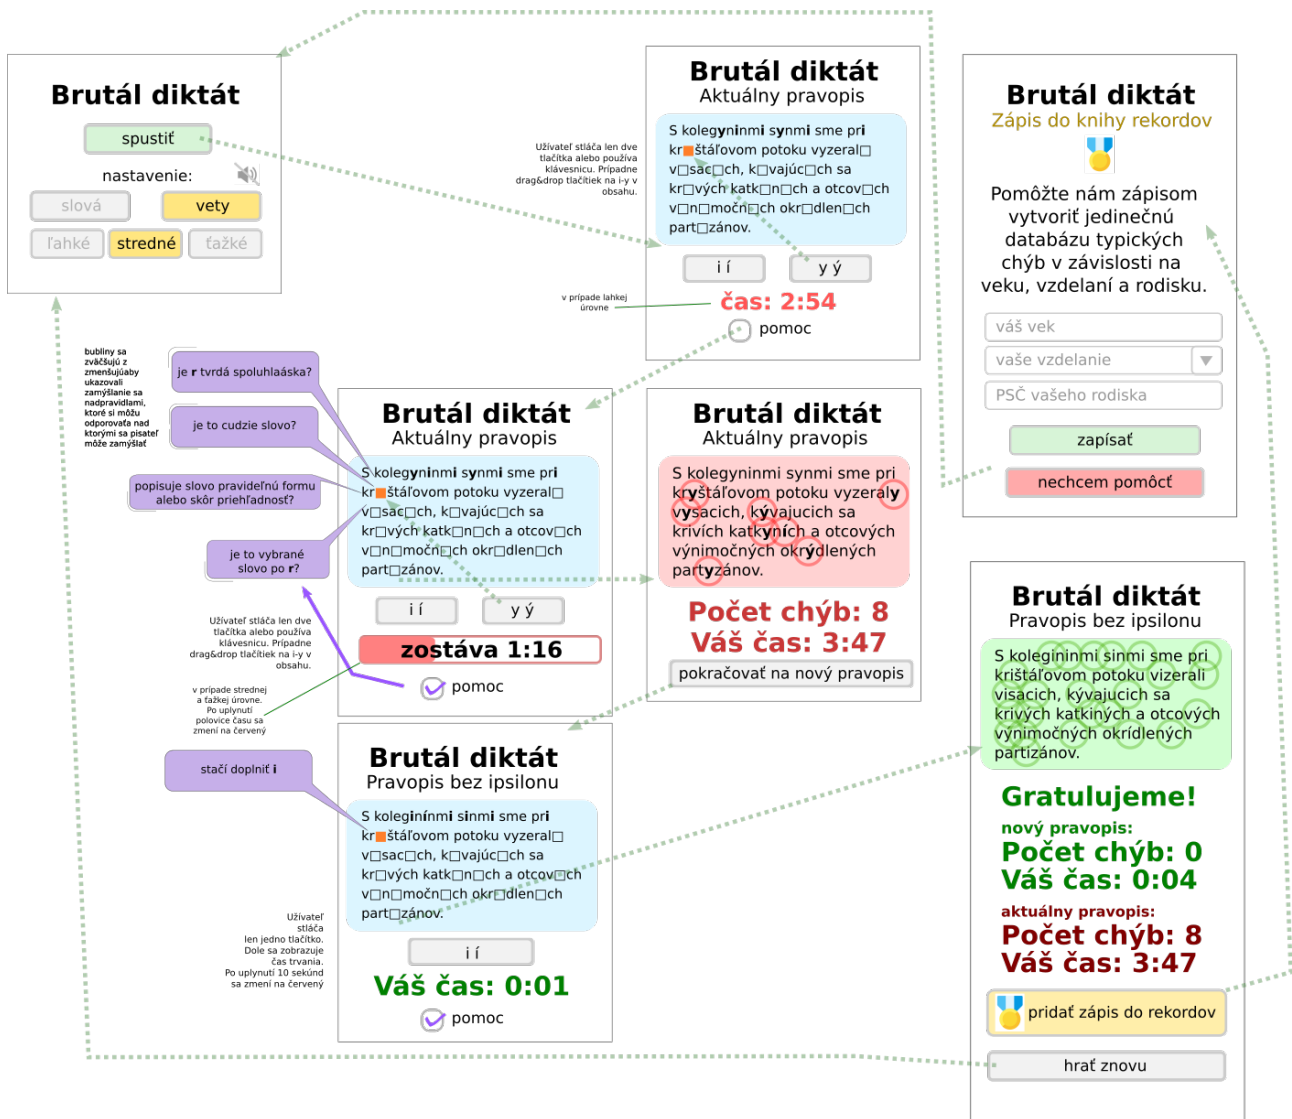 Brutál diktát
spustiť
nastavenie:
slová
vety
ľahké
stredné
ťažké
Užívateľ stláča len dve
tlačítka alebo používa
klávesnicu. Prípadne
drag&drop tlačítiek na i-y v
obsahu.
Brutál diktát
Aktuálny pravopis
S kolegyninmi synmi sme pri
kr□štáľovom potoku vyzeral□
v□sac□ch, k□vajúc□ch sa
kr□vých katk□n□ch a otcov□ch
v□n□močn□ch okr□dlen□ch
part□zánov.
i í
y ý
v prípade lahkej
úrovne
čas: 2:54
pomoc
Brutál diktát
Zápis do knihy rekordov
Pomôžte nám zápisom
vytvoriť jedinečnú
databázu typických
chýb v závislosti na
veku, vzdelaní a rodisku.
váš vek
vaše vzdelanie
PSČ vašeho rodiska
zapísať
nechcem pomôcť
bubliny sa
zväčšujú z
zmenšujúaby
ukazovali
zamýšlanie sa
nadpravidlami,
ktoré si môžu
odporovaťa nad
ktorými sa pisateľ
môže zamýšlať
je r tvrdá spoluhlaáska?
je to cudzie slovo?
popisuje slovo pravideľnú formu
alebo skôr priehľadnosť?
je to vybrané
slovo po r?
Užívateľ stláča len dve
tlačítka alebo používa
klávesnicu. Prípadne
drag&drop tlačítiek na i-y v
obsahu.
v prípade strednej
a ťažkej úrovne.
Po uplynutí
polovice času sa
zmení na červený
Brutál diktát
Aktuálny pravopis
S kolegyninmi synmi sme pri
kr□štáľovom potoku vyzeral□
v□sac□ch, k□vajúc□ch sa
kr□vých katk□n□ch a otcov□ch
v□n□močn□ch okr□dlen□ch
part□zánov.
i í
y ý
zostáva 1:16
pomoc
Brutál diktát
Aktuálny pravopis
S kolegyninmi synmi sme pri
kryštáľovom potoku vyzeraly
vysacich, kývajucich sa
krivích katkyních a otcových
výnimočných okrýdlených
partyzánov.
Počet chýb: 8
Váš čas: 3:47
pokračovať na nový pravopis
stačí doplniť i
Užívateľ
stláča
len jedno tlačítko.
Dole sa zobrazuje
čas trvania.
Po uplynutí 10 sekúnd
sa zmení na červený
Brutál diktát
Pravopis bez ipsilonu
S koleginínmi sinmi sme pri
kr□štáľovom potoku vyzeral□
v□sac□ch, k□vajúc□ch sa
kr□vých katk□n□ch a otcov□ch
v□n□močn□ch okr□dlen□ch
part□zánov.
i í
Váš čas: 0:01
pomoc
Brutál diktát
Pravopis bez ipsilonu
S kolegininmi sinmi sme pri
krištáľovom potoku vizerali
visacich, kývajucich sa
krivých katkiných a otcových
výnimočných okrídlených
partizánov.
Gratulujeme!
nový pravopis:
Počet chýb: 0
Váš čas: 0:04
aktuálny pravopis:
Počet chýb: 8
Váš čas: 3:47
pridať zápis do rekordov
hrať znovu